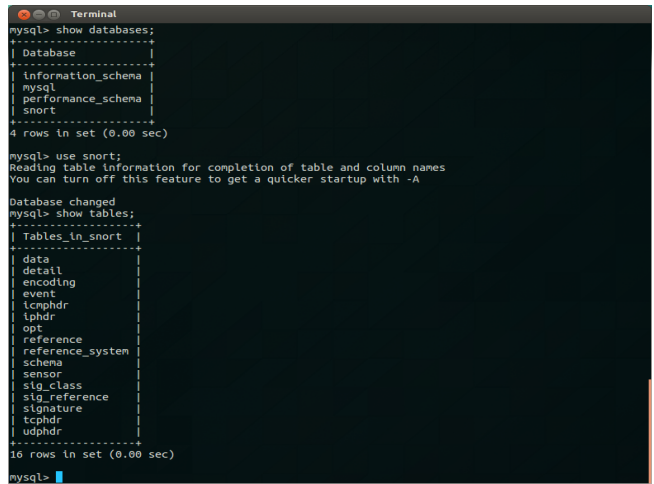 Terminal
mysql> show databases;
+--------------------+
| Database           |
+--------------------+
| information_schema |
| mysql              |
| performance_schema |
| snort              |
+--------------------+
4 rows in set (0.00 sec)
mysql> use snort;
Reading table information for completion of table and column names
You can turn off this feature to get a quicker startup with -A
Database changed
mysql> show tables;
+------------------+
| Tables_in_snort  |
+------------------+
| data             |
| detail           |
| encoding         |
| event            |
| icmphdr          |
| iphdr            |
| opt              |
| reference        |
| reference_system |
| schema           |
| sensor           |
| sig_class        |
| sig_reference    |
| signature        |
| tcphdr           |
| udphdr           |
+------------------+
16 rows in set (0.00 sec)
mysql>